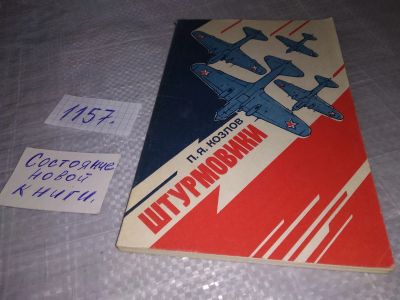 1157.
Состояние
новой
книги.
П. Я. КОЗЛОВ
ШТУРМОВИКИ